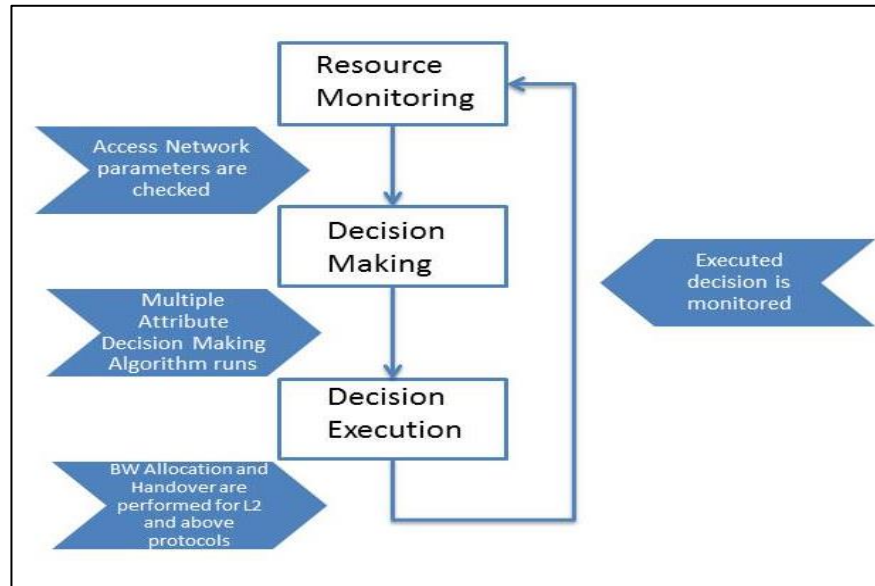 Resource
Monitoring
Access Network
parameters are
checked
Decision
Making
Executed
decision is
monitored
Multiple
Attribute
Decision Making
Algorithm runs
Decision
Execution
BW Allocation and
Handover are
performed for L2
and above
protocols